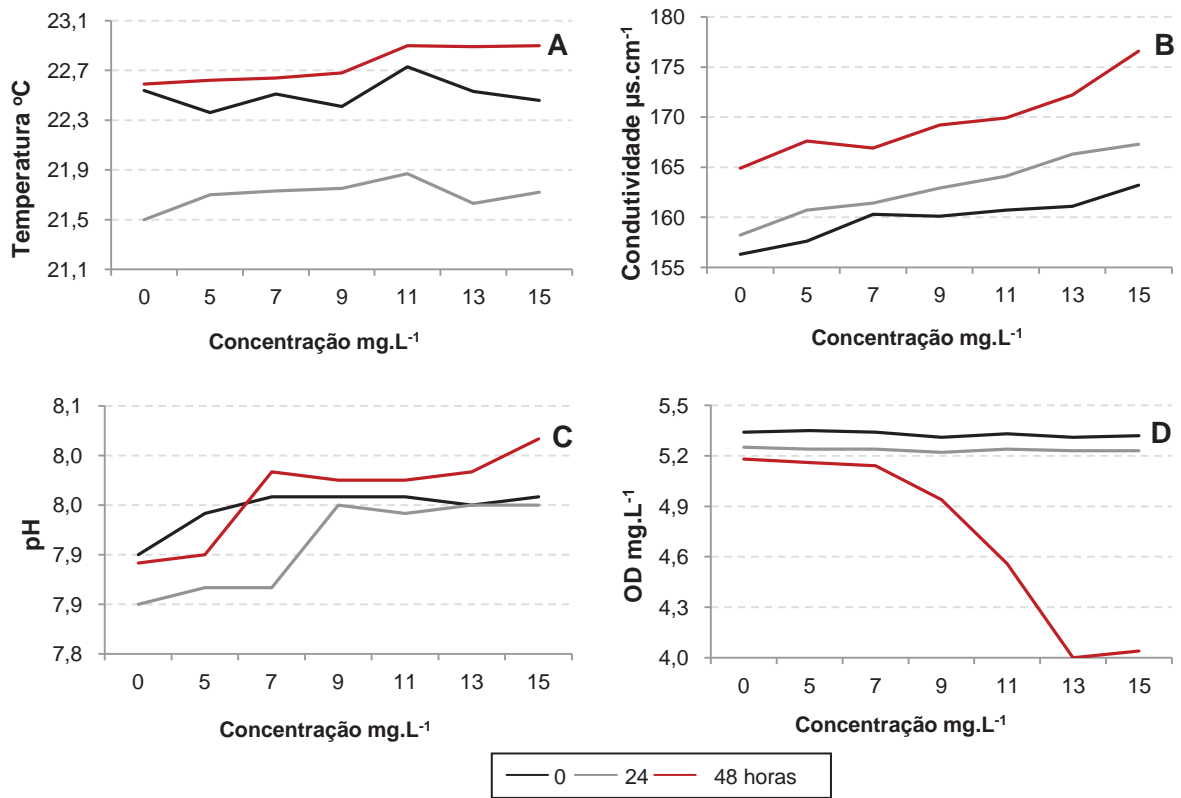 A
Temperatura ºC
23,1
22,7
22,3
21,9
21,5
21,1
0 5 7 9 11 13 15
Concentração mg.L-1
B
Condutividade µs.cm-1
180
175
170
165
160
155
0 5 7 9 11 13 15
Concentração mg.L-1
C
pH
8,1
8,0
8,0
7,9
7,9
7,8
0 5 7 9 11 13 15
Concentração mg.L-1
D
OD mg.L-1
5,5
5,2
4,9
4,6
4,3
4,0
0 5 7 9 11 13 15
Concentração mg.L-1
0 24 48 horas